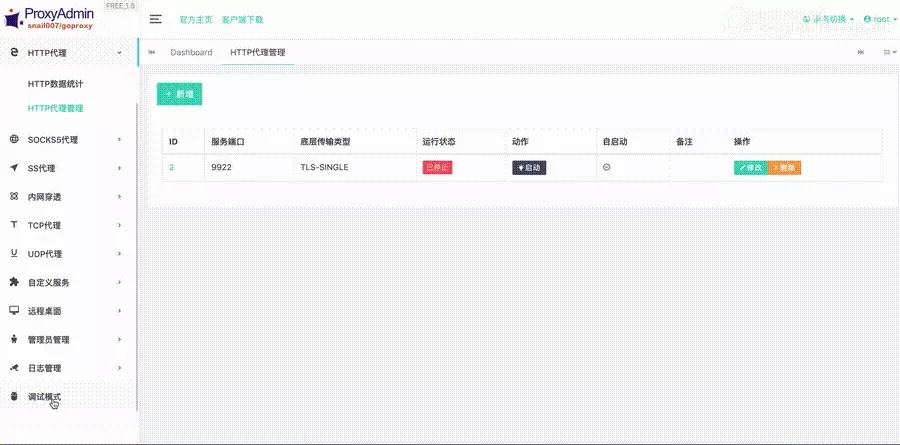 ProxyAdmin
snail007/goproxy
FREE_1.5
官方主页 客户端下载
root
HTTP代理
Dashboard HTTP代理管理
HTTP数据统计
HTTP代理管理
SOCKS5代理
SS代理
内网穿透
TCP代理
UDP代理
自定义服务
远程桌面
管理员管理
日志管理
调试模式
+ 新增
ID 服务端口 底层传输类型 运行状态 动作 自启动 备注 操作
2 9922 TLS-SINGLE 已停止 启动 修改 删除